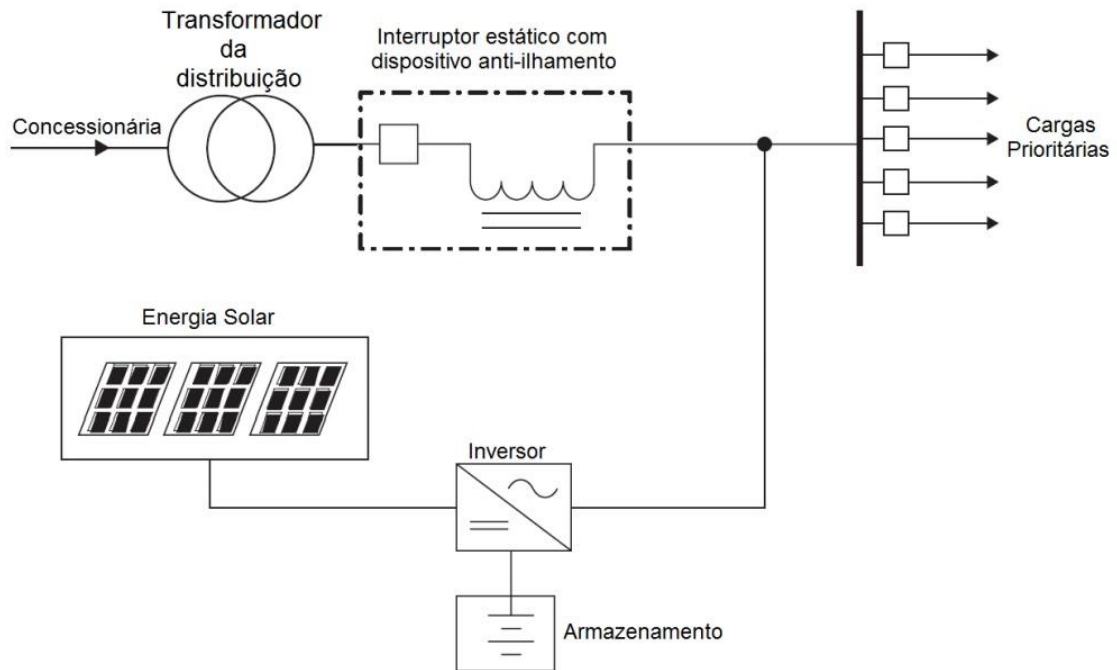 Transformador
da
distribuição
Interruptor estático com
dispositivo anti-ilhamento
Concessionária
Cargas
Prioritárias
Energia Solar
Inversor
Armazenamento